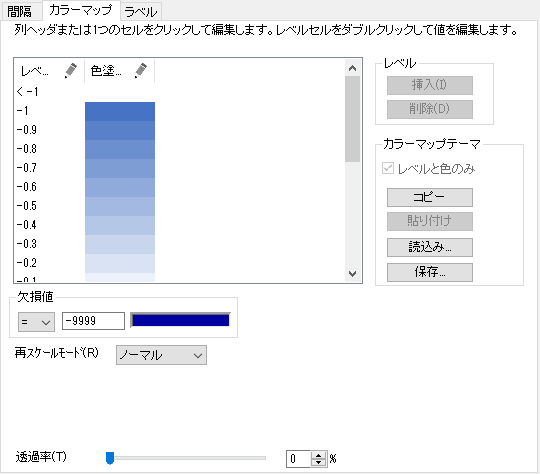 間隔 カラーマップ ラベル
列ヘッダまたは1つのセルをクリックして編集します。レベルセルをダブルクリックして値を編集します。
レベ... 色塗...
< -1
-1
-0.9
-0.8
-0.7
-0.6
-0.5
-0.4
-0.3
-0.2
-0.1
レベル
挿入(I)
削除(D)
カラーマップテーマ
レベルと色のみ
コピー
貼り付け
読込み...
保存...
欠損値
= -9999
再スケールモード(R) ノーマル
透過率(T) 0 %